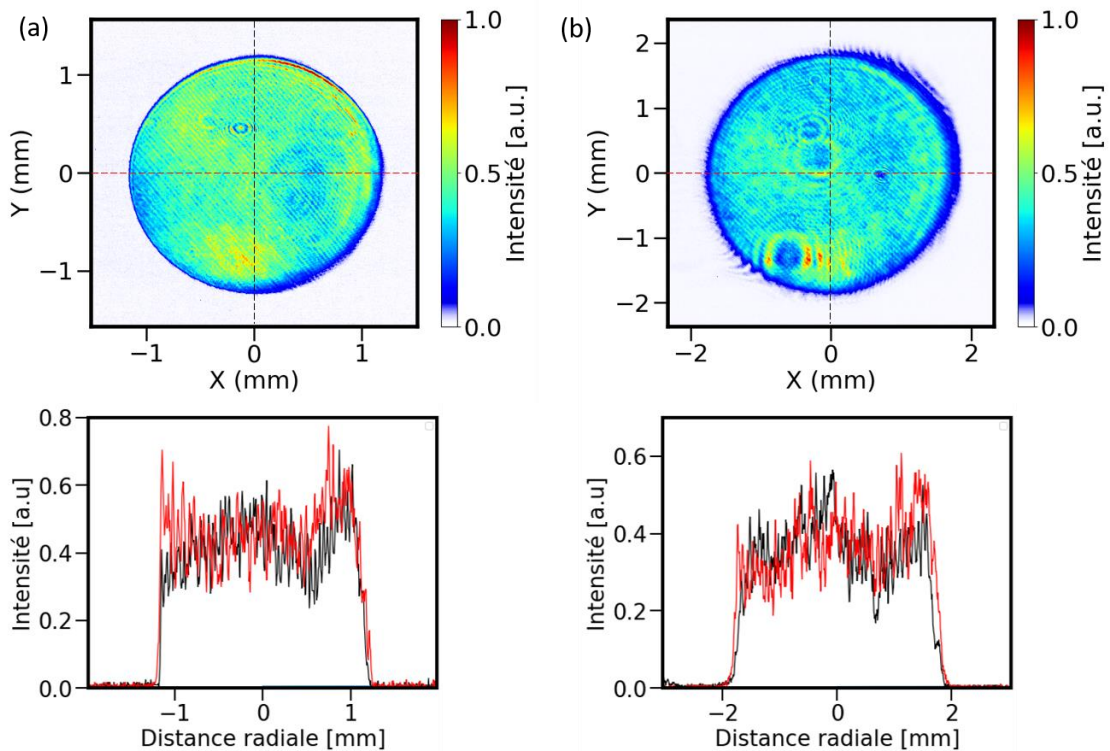 (a)
1
0
−1
Y (mm)
−1
0
1
X (mm)
1.0
0.5
0.0
Intensité [a.u.]
(b)
2
1
0
−1
−2
Y (mm)
−2
0
2
X (mm)
1.0
0.5
0.0
Intensité [a.u.]
0.8
0.6
0.4
0.2
0.0
Intensité [a.u]
−1
0
1
Distance radiale [mm]
0.6
0.4
0.2
0.0
Intensité [a.u]
−2
0
2
Distance radiale [mm]